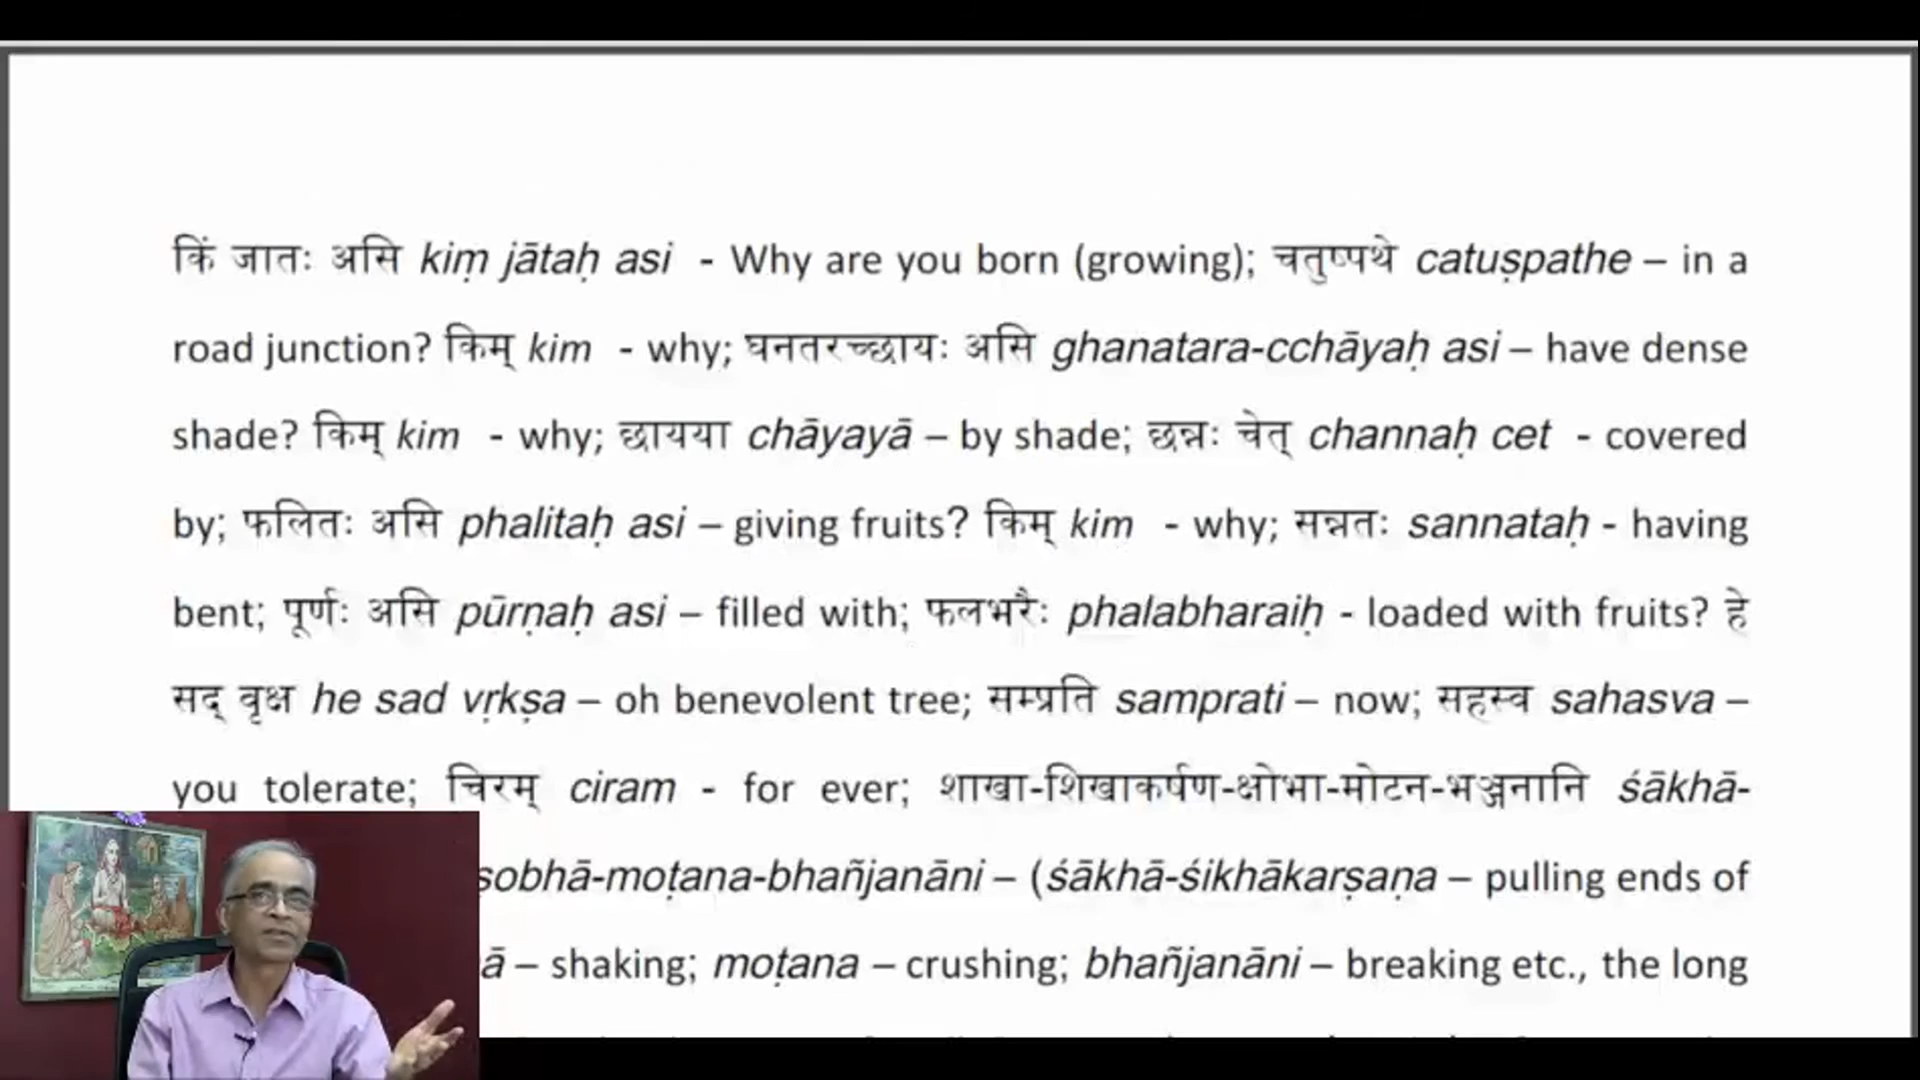 किं जातः असि kiṃ jātaḥ asi - Why are you born (growing); चतुष्पथे catuṣpathe – in a
road junction? किम् kim - why; घनतरच्छायः असि ghanatara-cchāyaḥ asi – have dense
shade? किम् kim - why; छायया chāyayā – by shade; छन्नः चेत् channaḥ cet - covered
by; फलितः असि phalitaḥ asi – giving fruits? किम् kim - why; सन्नतः sannataḥ - having
bent; पूर्णः असि pūrṇaḥ asi – filled with; फलभरैः phalabharaiḥ - loaded with fruits? हे
सद् वृक्ष he sad vṛkṣa – oh benevolent tree; सम्प्रति samprati – now; सहस्व sahasva –
you tolerate; चिरम् ciram - for ever; शाखा-शिखाकर्षण-क्षोभा-मोटन-भञ्जनानि śākhā-
ṣobhā-moṭana-bhañjanāni – (śākhā-śikhākarṣaṇa – pulling ends of
ā – shaking; moṭana – crushing; bhañjanāni – breaking etc., the long